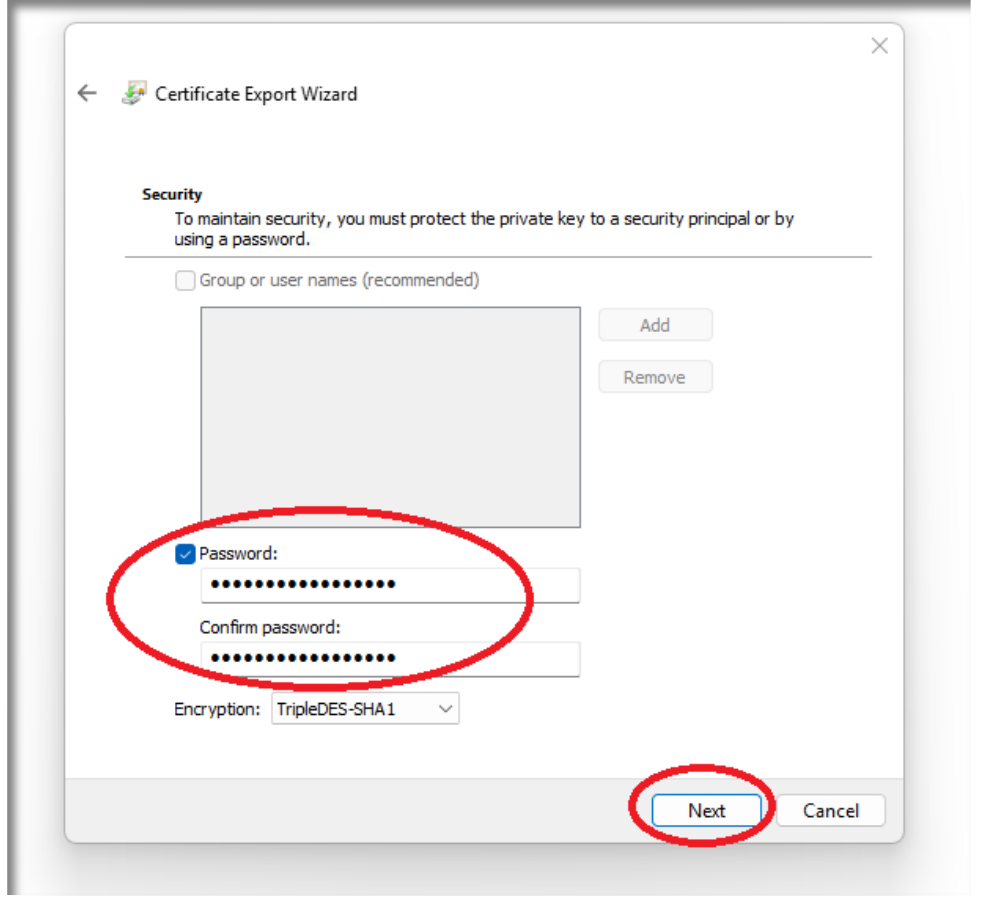 Certificate Export Wizard
Security
To maintain security, you must protect the private key to a security principal or by
using a password.
Group or user names (recommended)
Add
Remove
Password:
•••••••••••••••••
Confirm password:
•••••••••••••••••
Encryption: TripleDES-SHA1
Next Cancel